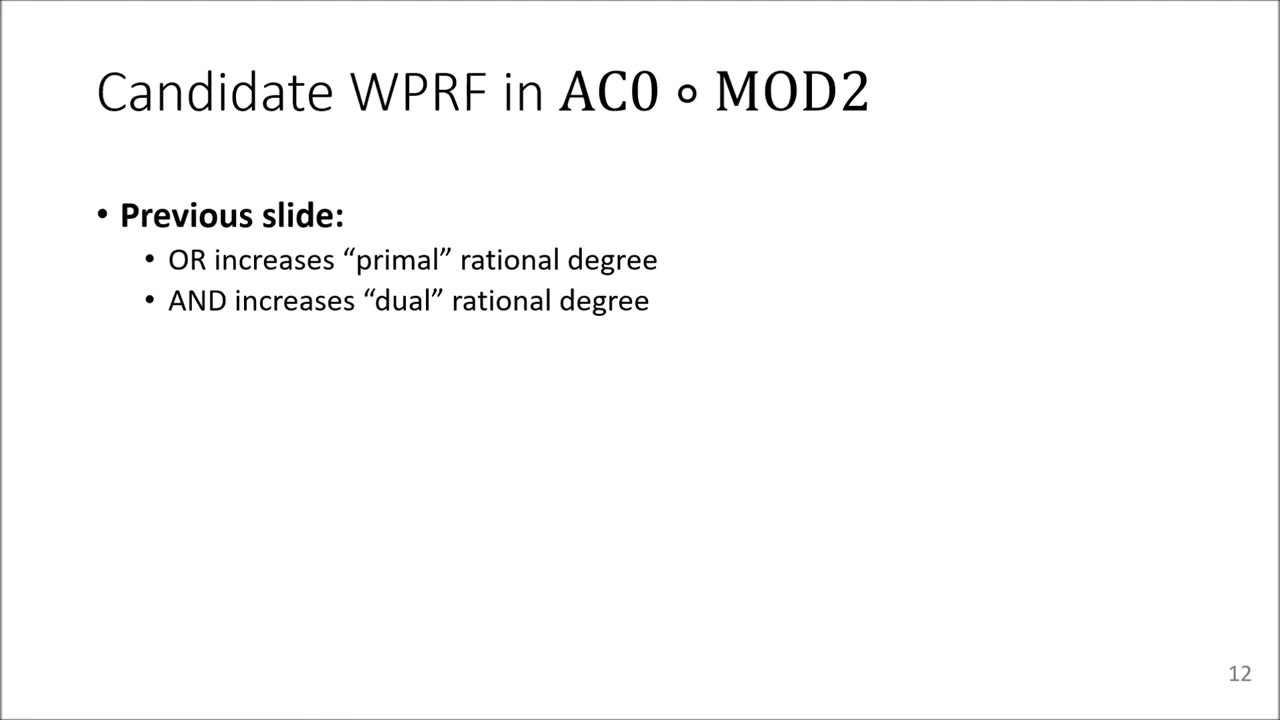 Candidate WPRF in AC0 ∘ MOD2
• Previous slide:
• OR increases “primal” rational degree
• AND increases “dual” rational degree
12